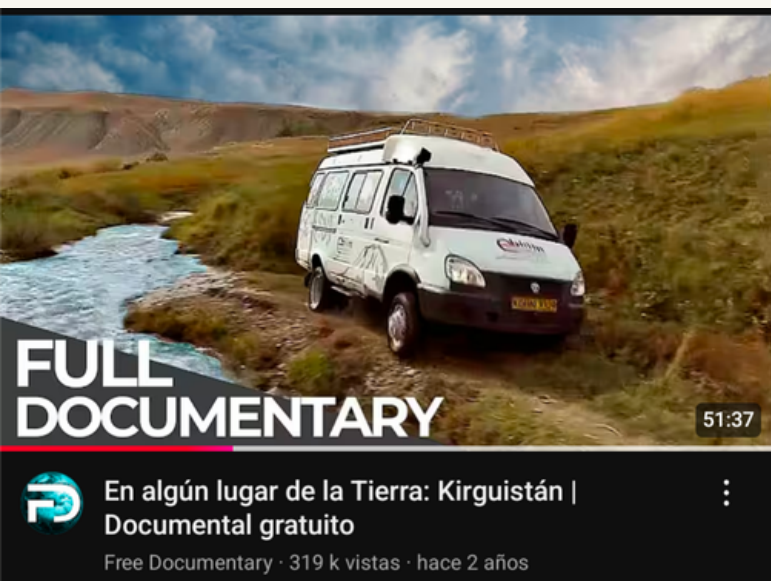 FULL
DOCUMENTARY
51:37
FD
En algún lugar de la Tierra: Kirguistán |
Documental gratuito
Free Documentary · 319 k vistas · hace 2 años